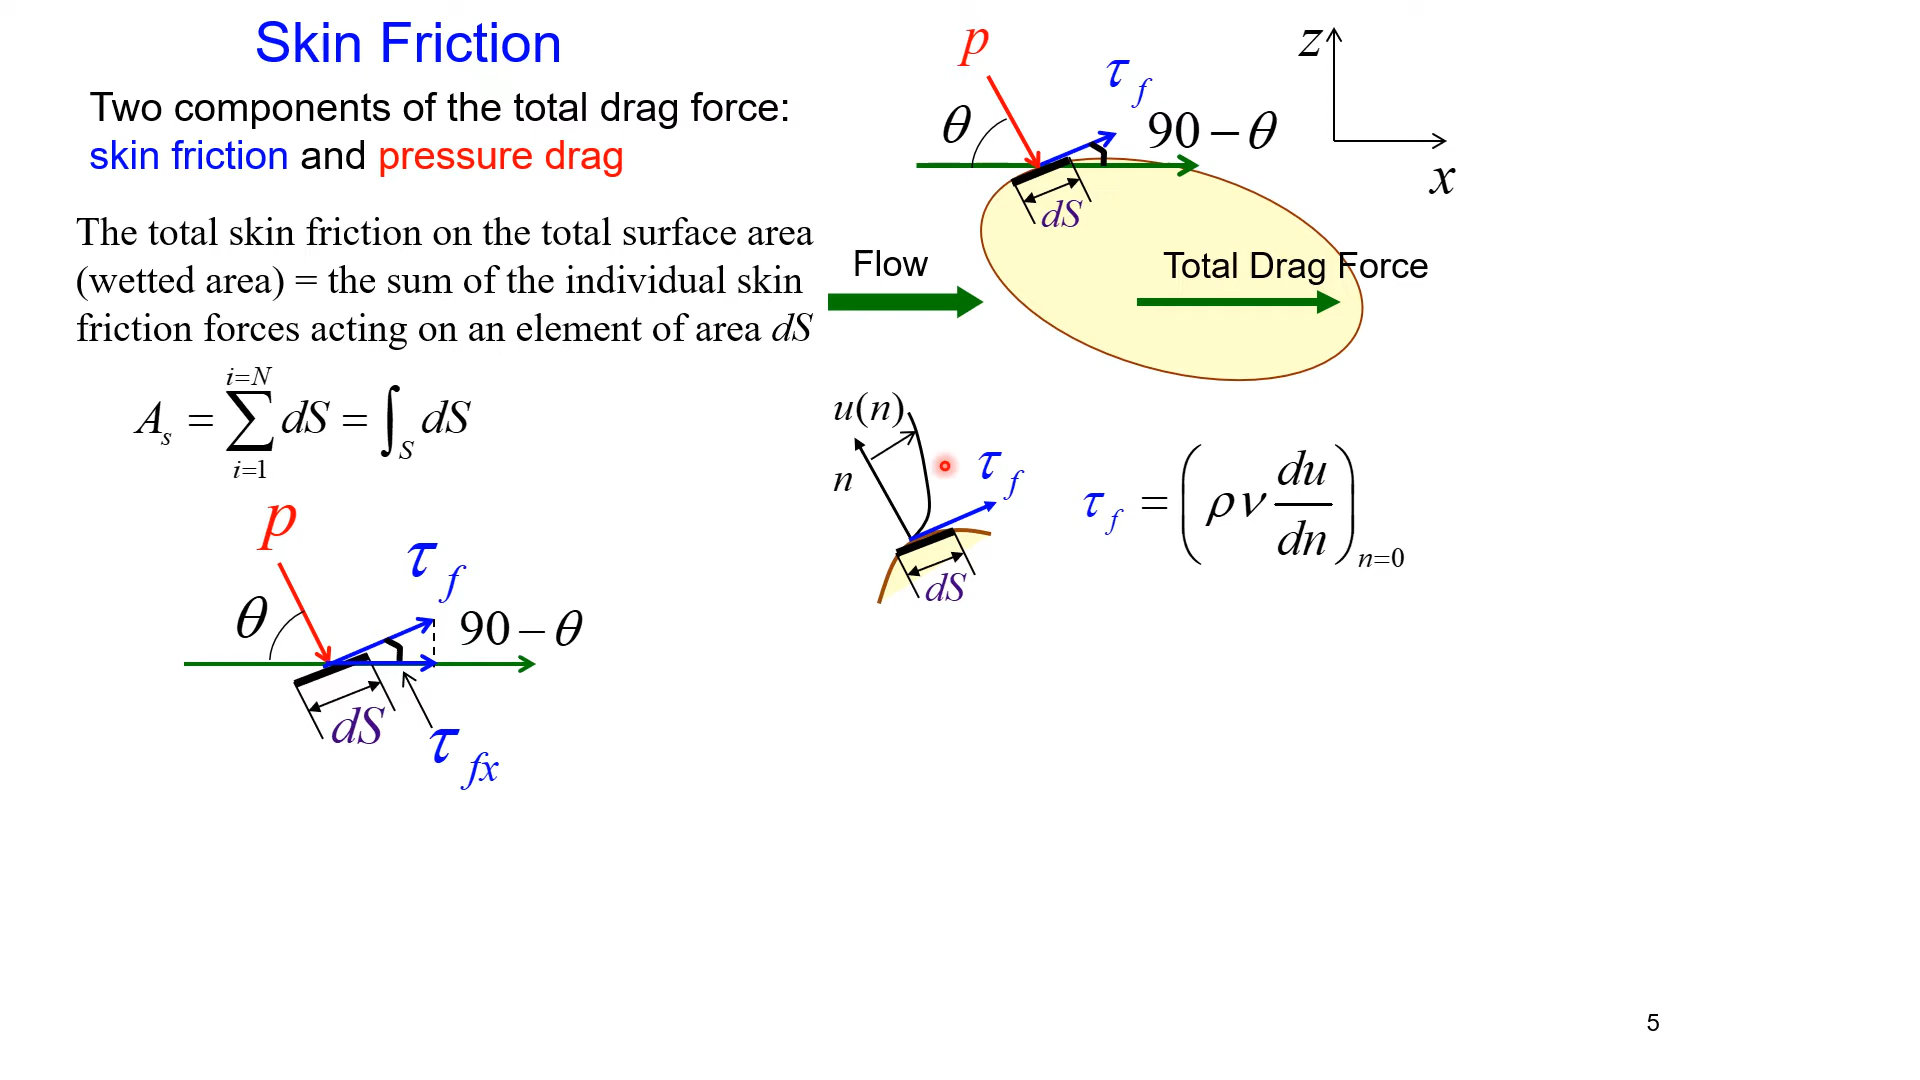 Skin Friction
Two components of the total drag force:
skin friction and pressure drag
The total skin friction on the total surface area
(wetted area) = the sum of the individual skin
friction forces acting on an element of area dS
A_s = \sum_{i=1}^{i=N} dS = \int_S dS
p
θ
τ_f
90 − θ
dS
τ_fx
p
τ_f
θ
90 − θ
dS
z
x
Flow
Total Drag Force
u(n)
n
τ_f
dS
τ_f = (ρν du/dn)_{n=0}
5